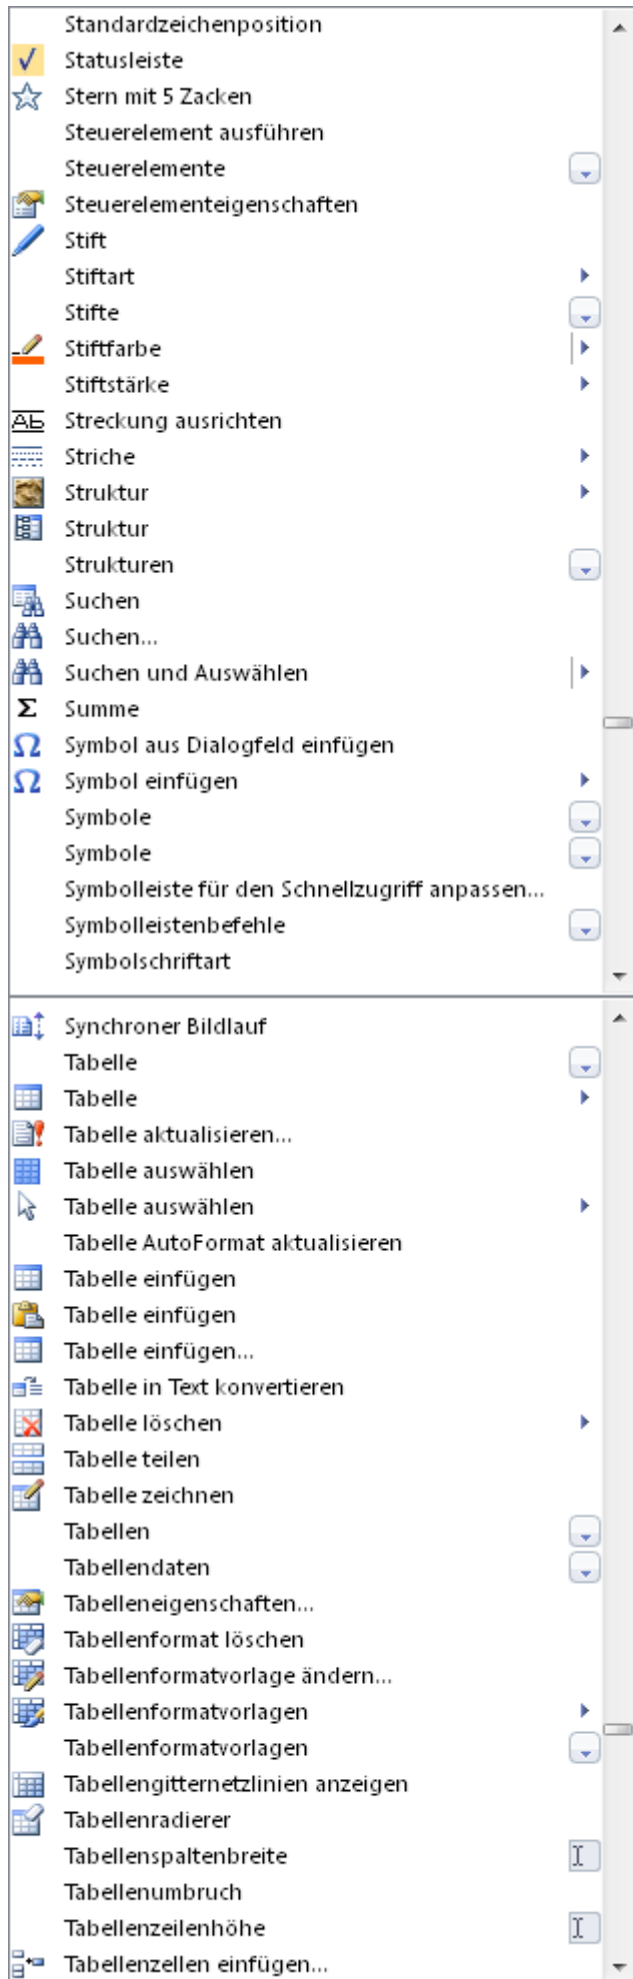 Standardzeichenposition
Statusleiste
Stern mit 5 Zacken
Steuerelement ausführen
Steuerelemente
Steuerelementeigenschaften
Stift
Stiftart
Stifte
Stiftfarbe
Stiftstärke
Streckung ausrichten
Striche
Struktur
Struktur
Strukturen
Suchen
Suchen...
Suchen und Auswählen
Summe
Symbol aus Dialogfeld einfügen
Symbol einfügen
Symbole
Symbole
Symbolleiste für den Schnellzugriff anpassen...
Symbolleistenbefehle
Symbolschriftart
Synchroner Bildlauf
Tabelle
Tabelle
Tabelle aktualisieren...
Tabelle auswählen
Tabelle auswählen
Tabelle AutoFormat aktualisieren
Tabelle einfügen
Tabelle einfügen
Tabelle einfügen...
Tabelle in Text konvertieren
Tabelle löschen
Tabelle teilen
Tabelle zeichnen
Tabellen
Tabellendaten
Tabelleneigenschaften...
Tabellenformat löschen
Tabellenformatvorlage ändern...
Tabellenformatvorlagen
Tabellenformatvorlagen
Tabellengitternetzlinien anzeigen
Tabellenradierer
Tabellenspaltenbreite
Tabellenumbruch
Tabellenzeilenhöhe
Tabellenzellen einfügen...